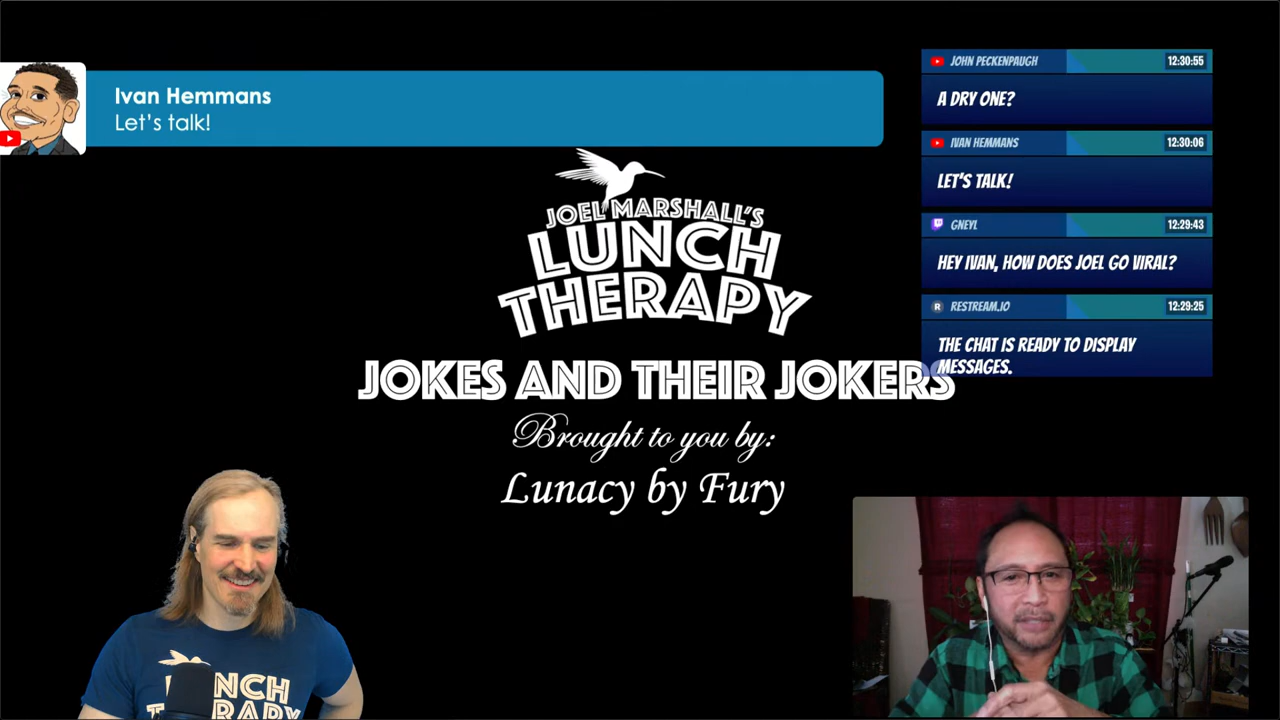 Ivan Hemmans
Let's talk!
JOEL MARSHALL'S
LUNCH
THERAPY
JOKES AND THEIR JOKERS
Brought to you by:
Lunacy by Fury
JOHN PECKENPAUGH 12:30:55
A DRY ONE?
IVAN HEMMANS 12:30:06
LET'S TALK!
GNEYL 12:29:43
HEY IVAN, HOW DOES JOEL GO VIRAL?
R RESTREAM.IO 12:29:25
THE CHAT IS READY TO DISPLAY
MESSAGES.